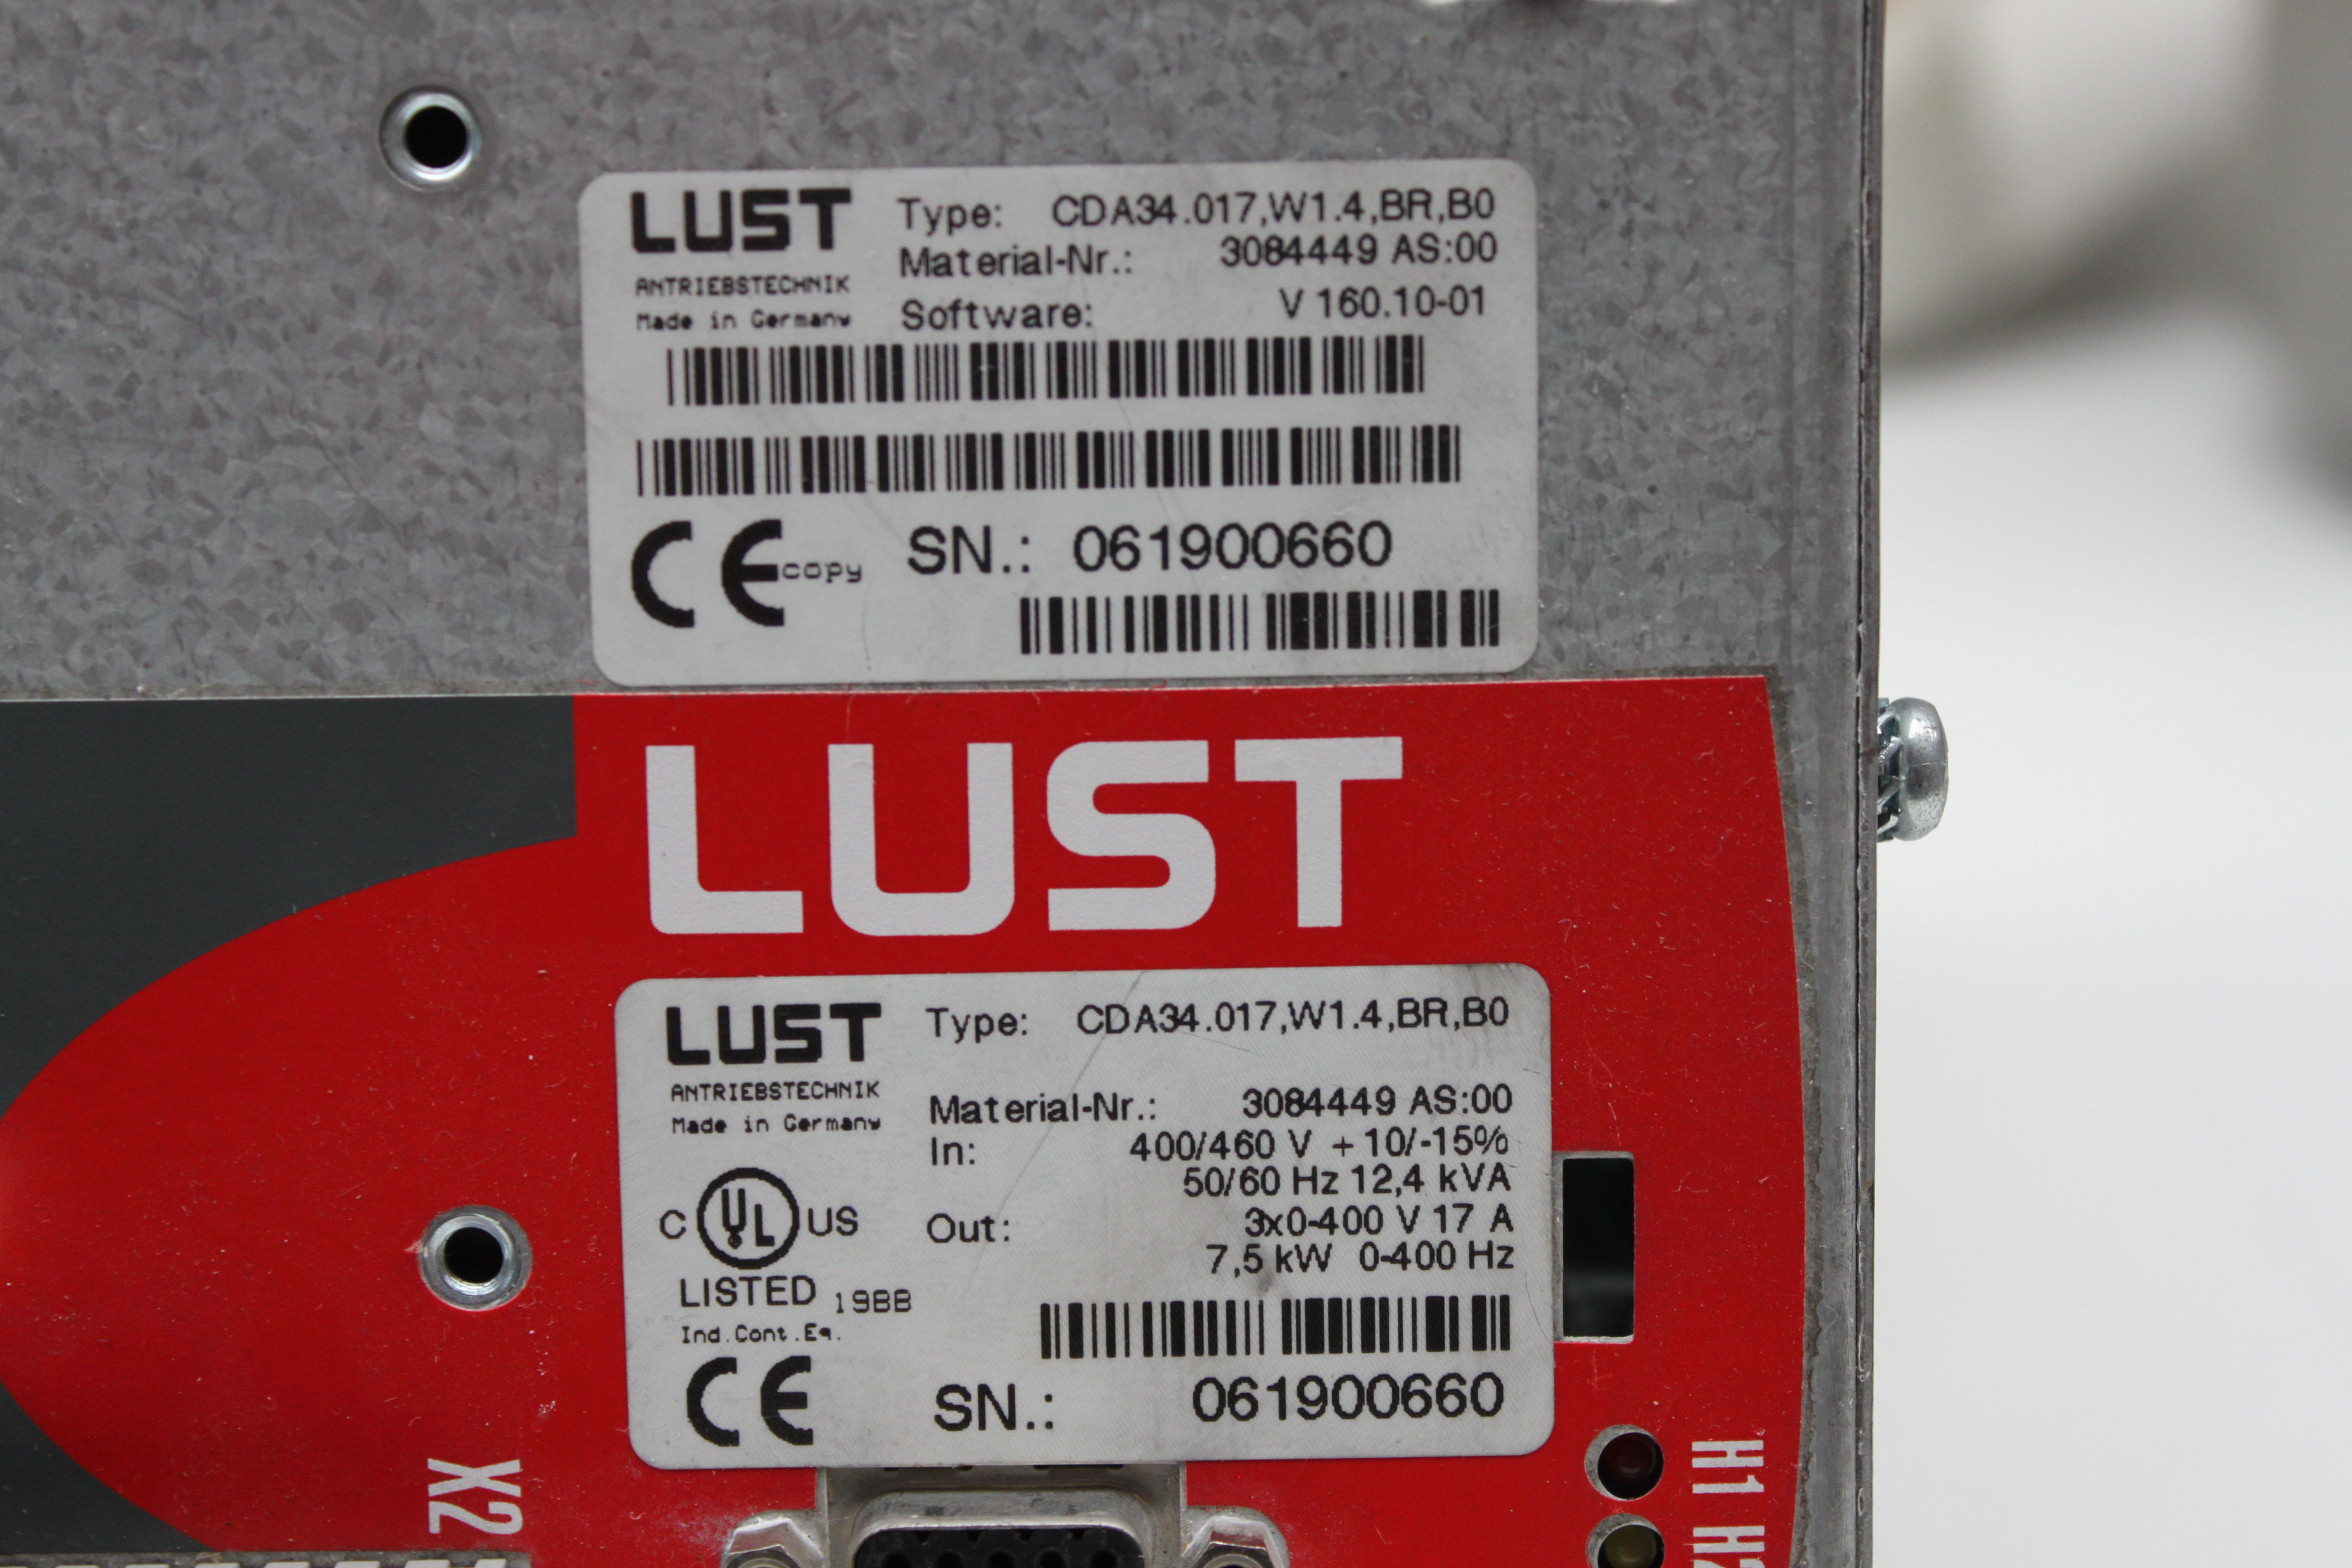 LUST
ANTRIEBSTECHNIK
Made in Germany
Type: CDA34.017,W1.4,BR,B0
Material-Nr.: 3084449 AS:00
Software: V 160.10-01
CE copy
SN.: 061900660
LUST
LUST
ANTRIEBSTECHNIK
Made in Germany
Type: CDA34.017,W1.4,BR,B0
Material-Nr.: 3084449 AS:00
In: 400/460 V +10/-15%
50/60 Hz 12,4 kVA
Out: 3x0-400 V 17 A
7,5 kW 0-400 Hz
C UL US
LISTED 19BB
Ind.Cont.Eq.
CE
SN.: 061900660
X2
H1 H2